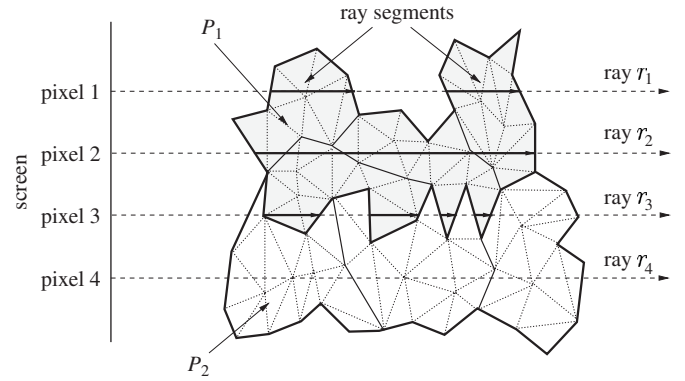 ray segments
P1
pixel 1
ray r1
pixel 2
ray r2
screen
pixel 3
ray r3
pixel 4
ray r4
P2